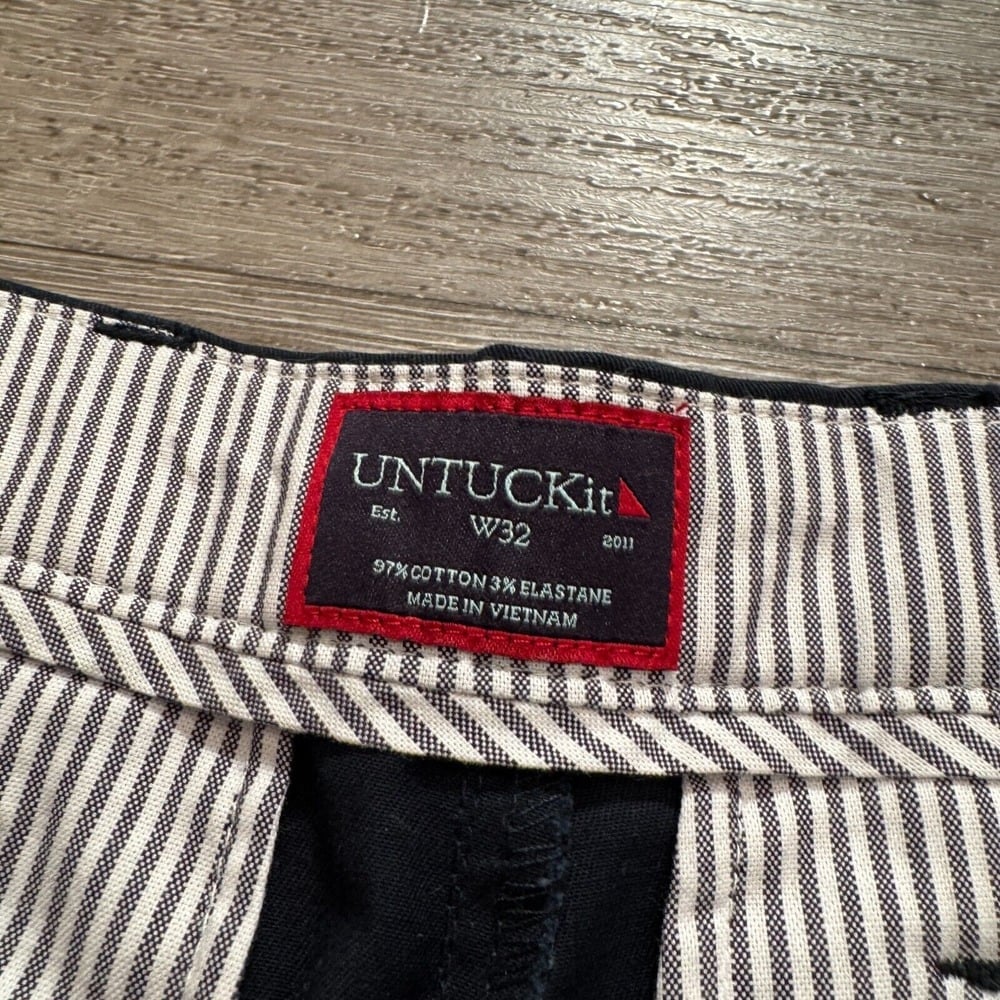 UNTUCKit
Est. W32 2011
97% COTTON 3% ELASTANE
MADE IN VIETNAM